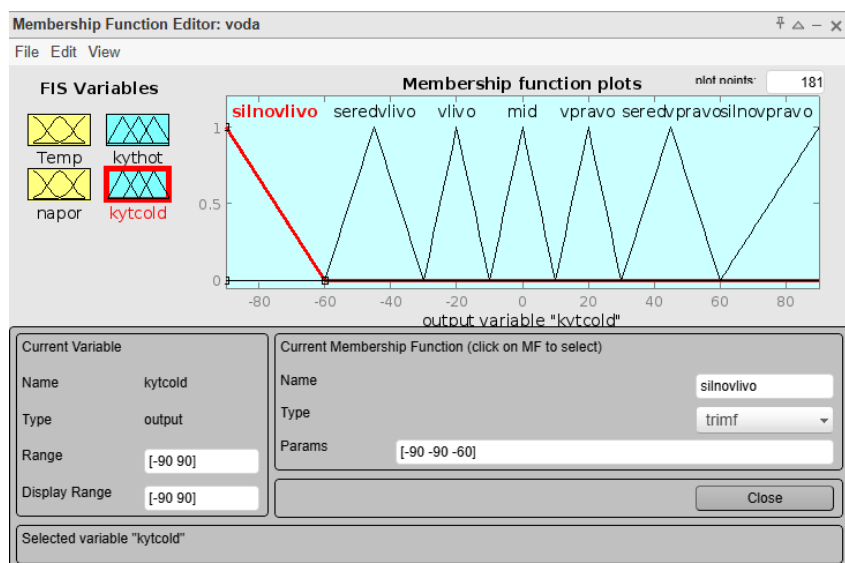 Membership Function Editor: voda
File Edit View
FIS Variables
Temp kythot
napor kytcold
Membership function plots
plot points: 181
silnovlivo seredvlivo vlivo mid vpravo seredvpravo silnovpravo
1
0.5
0
-80 -60 -40 -20 0 20 40 60 80
output variable "kytcold"
Current Variable
Name kytcold
Type output
Range [-90 90]
Display Range [-90 90]
Current Membership Function (click on MF to select)
Name silnovlivo
Type trimf
Params [-90 -90 -60]
Close
Selected variable "kytcold"